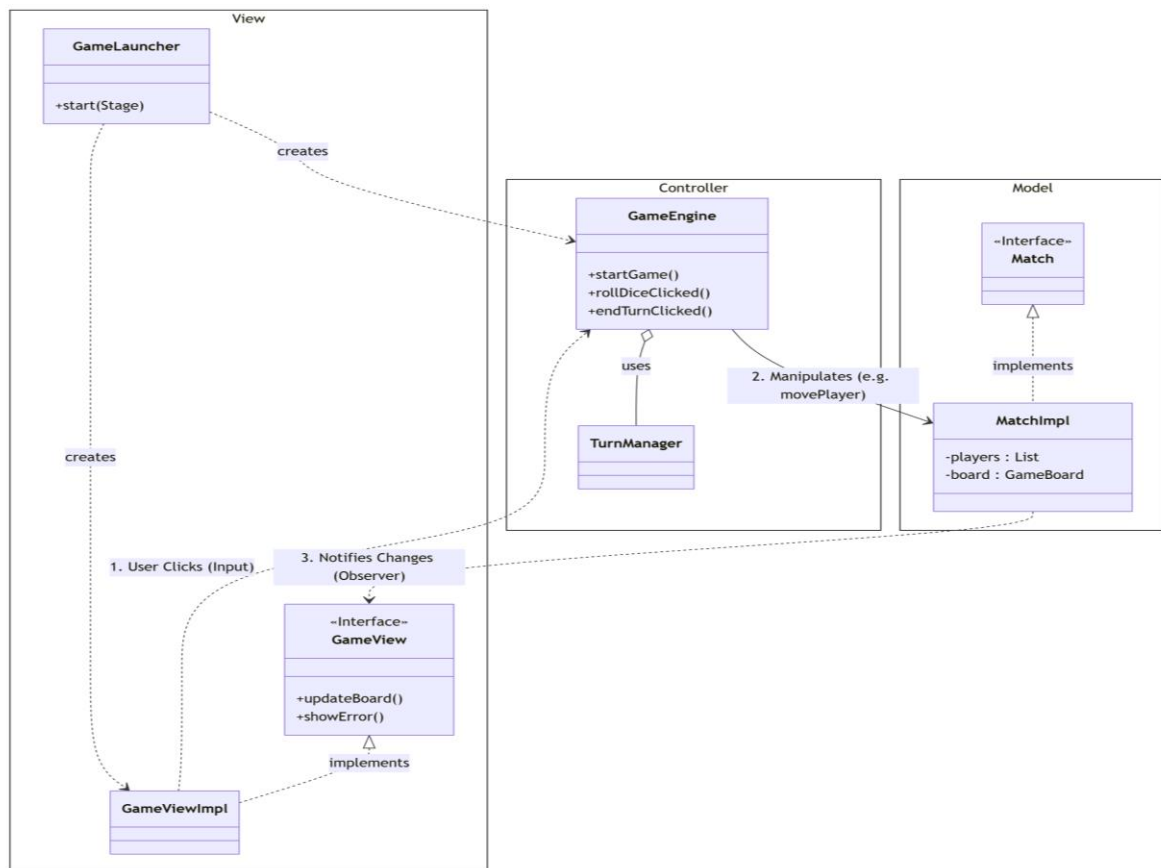 View
GameLauncher
+start(Stage)
creates
Controller
GameEngine
+startGame()
+rollDiceClicked()
+endTurnClicked()
uses
TurnManager
Model
«Interface»
Match
implements
2. Manipulates (e.g.
movePlayer)
MatchImpl
-players : List
-board : GameBoard
creates
1. User Clicks (Input)
3. Notifies Changes
(Observer)
«Interface»
GameView
+updateBoard()
+showError()
implements
GameViewImpl